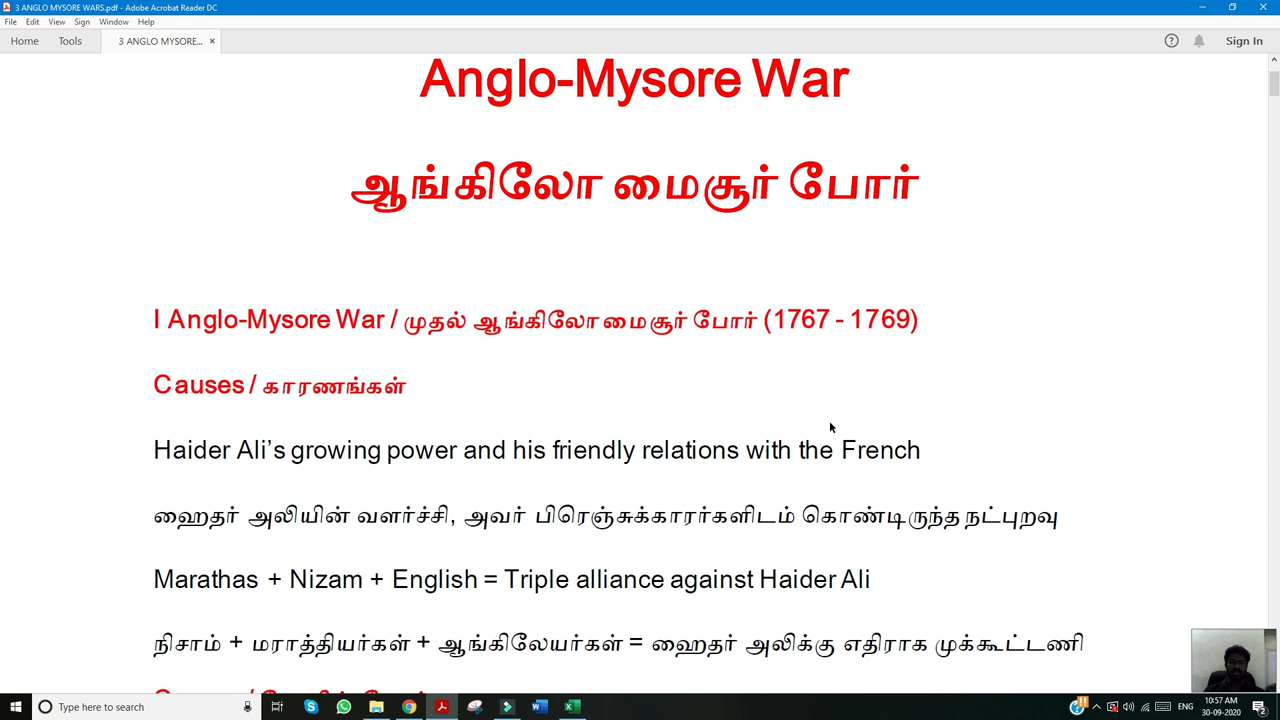 3 ANGLO MYSORE WARS.pdf - Adobe Acrobat Reader DC
File Edit View Sign Window Help
Home Tools 3 ANGLO MYSORE... × Sign In
Anglo-Mysore War
ஆங்கிலோ மைசூர் போர்
I Anglo-Mysore War / முதல் ஆங்கிலோ மைசூர் போர் (1767 - 1769)
Causes / காரணங்கள்
Haider Ali’s growing power and his friendly relations with the French
ஹைதர் அலியின் வளர்ச்சி, அவர் பிரெஞ்சுக்காரர்களிடம் கொண்டிருந்த நட்புறவு
Marathas + Nizam + English = Triple alliance against Haider Ali
நிசாம் + மராத்தியர்கள் + ஆங்கிலேயர்கள் = ஹைதர் அலிக்கு எதிராக முக்கூட்டணி
Type here to search
ENG
10:57 AM
30-09-2020